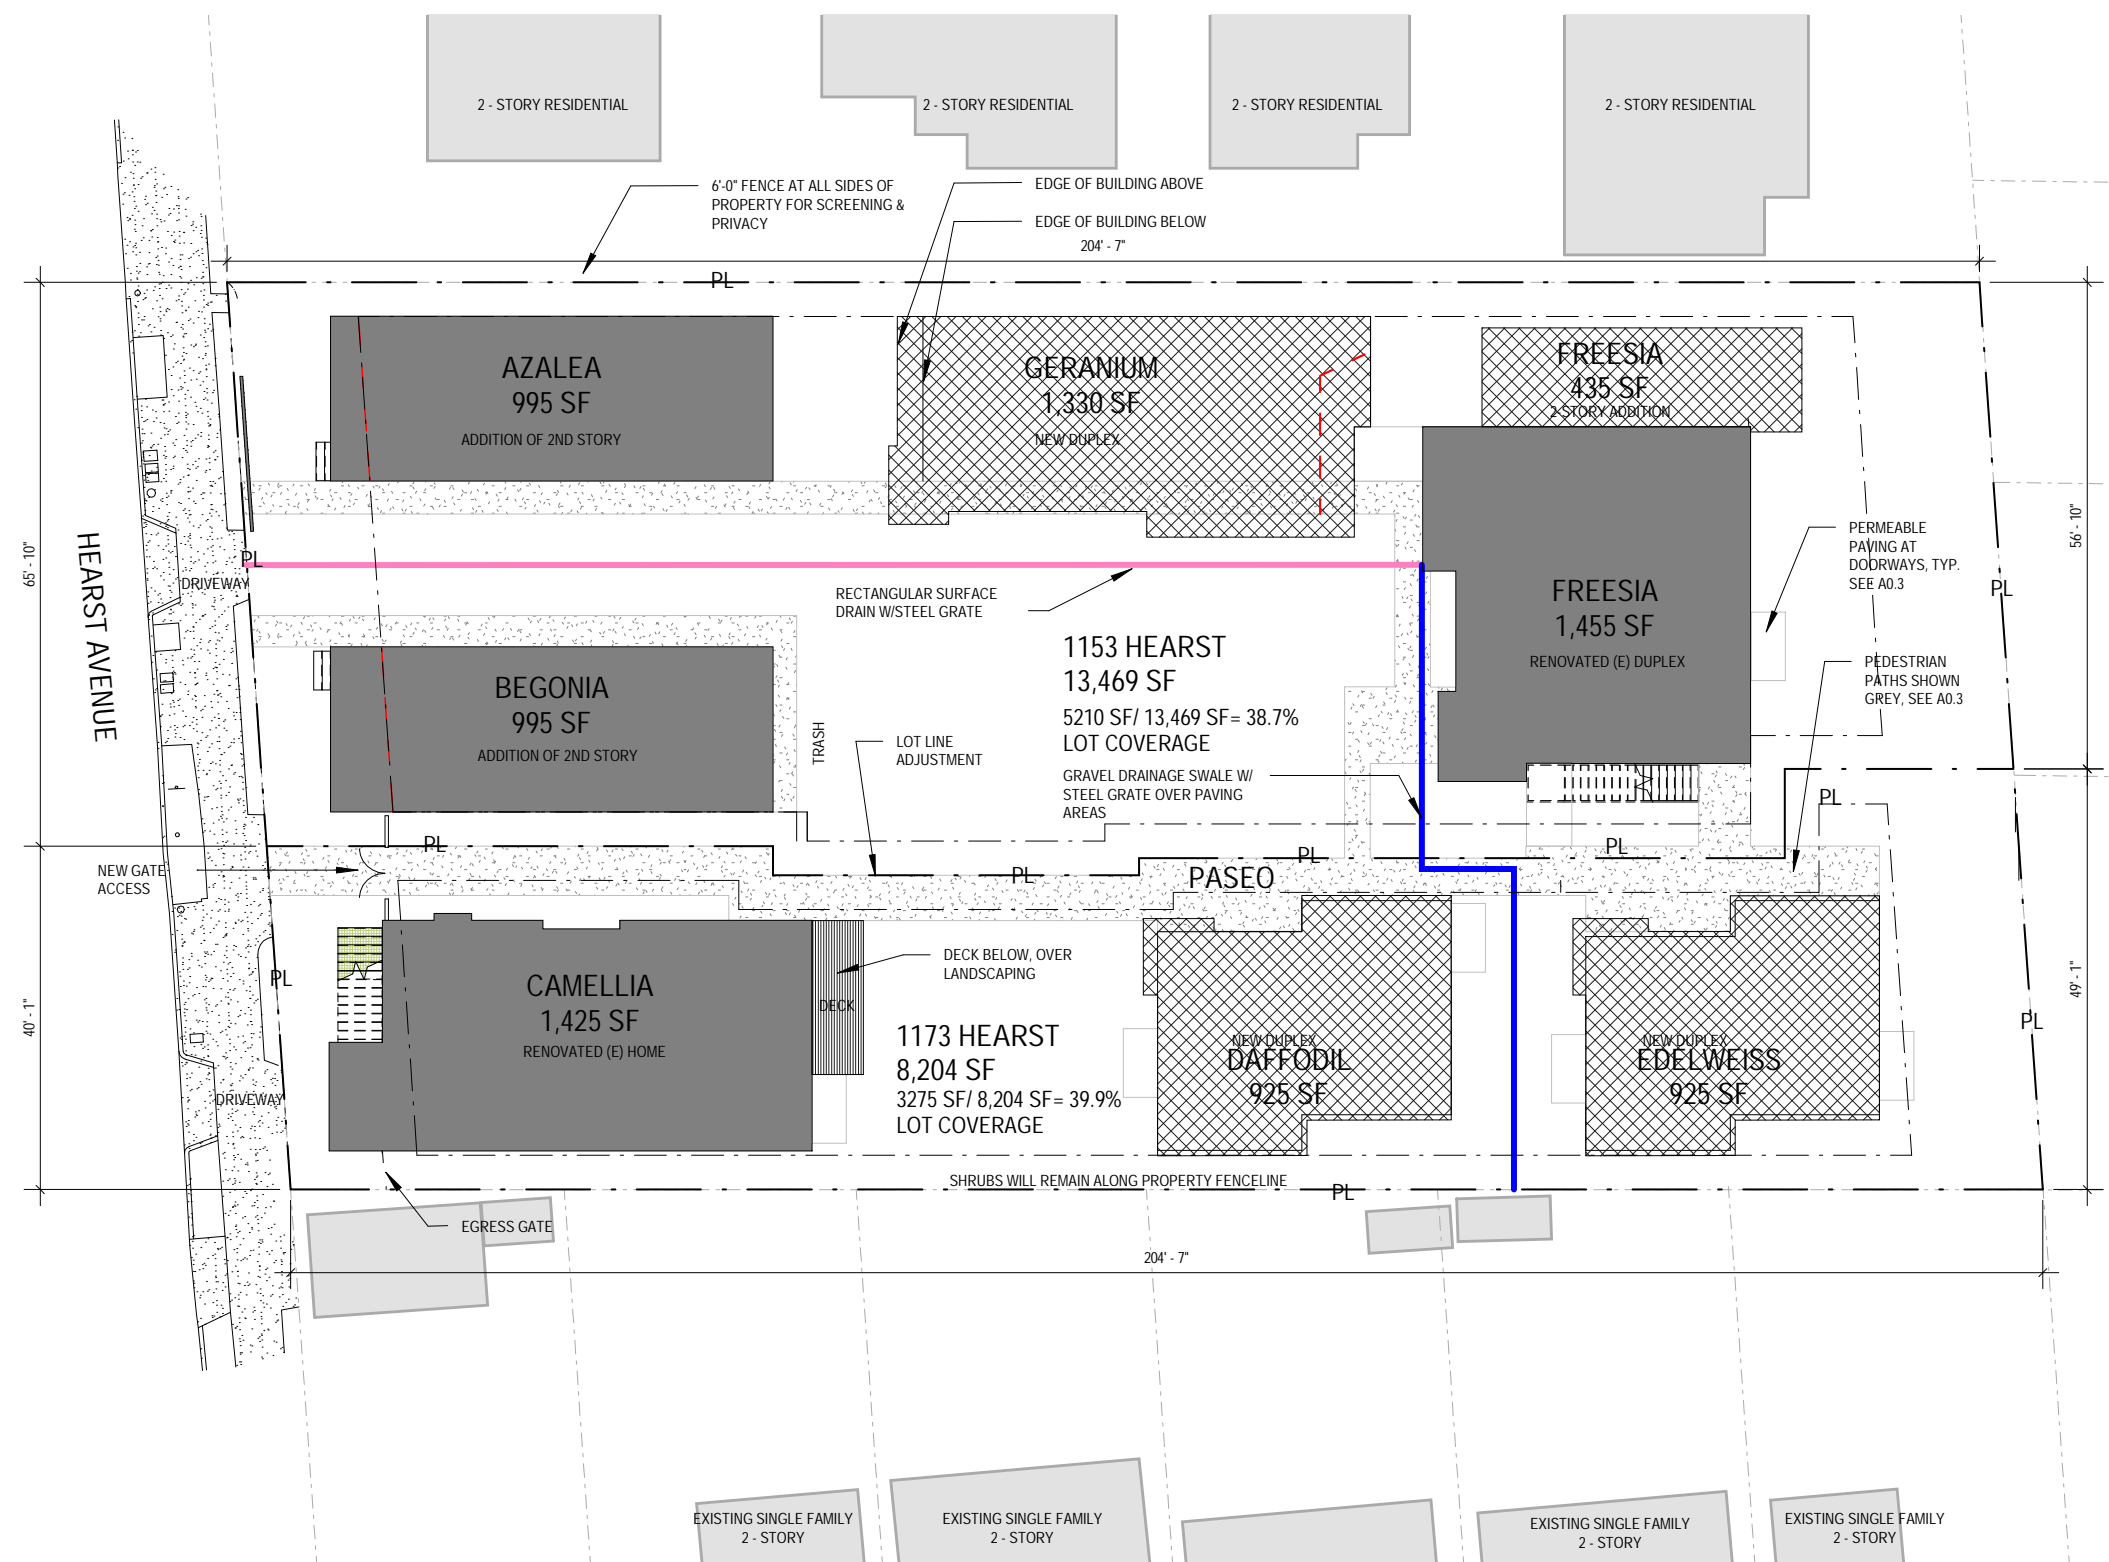 2 - STORY RESIDENTIAL
2 - STORY RESIDENTIAL
2 - STORY RESIDENTIAL
2 - STORY RESIDENTIAL
6'-0" FENCE AT ALL SIDES OF
PROPERTY FOR SCREENING &
PRIVACY
EDGE OF BUILDING ABOVE
EDGE OF BUILDING BELOW
204' - 7"
PL
AZALEA
995 SF
ADDITION OF 2ND STORY
GERANIUM
1,330 SF
NEW DUPLEX
FREESIA
435 SF
2-STORY ADDITION
65' - 10"
HEARST AVENUE
PL
DRIVEWAY
RECTANGULAR SURFACE
DRAIN W/STEEL GRATE
FREESIA
1,455 SF
RENOVATED (E) DUPLEX
PERMEABLE
PAVING AT
DOORWAYS, TYP.
SEE A0.3
56' - 10"
PL
BEGONIA
995 SF
ADDITION OF 2ND STORY
TRASH
LOT LINE
ADJUSTMENT
1153 HEARST
13,469 SF
5210 SF/ 13,469 SF= 38.7%
LOT COVERAGE
GRAVEL DRAINAGE SWALE W/
STEEL GRATE OVER PAVING
AREAS
PEDESTRIAN
PATHS SHOWN
GREY, SEE A0.3
PL
PL
PL
PL
PL
NEW GATE
ACCESS
PASEO
40' - 1"
PL
CAMELLIA
1,425 SF
RENOVATED (E) HOME
DECK
DECK BELOW, OVER
LANDSCAPING
1173 HEARST
8,204 SF
3275 SF/ 8,204 SF= 39.9%
LOT COVERAGE
NEW DUPLEX
DAFFODIL
925 SF
NEW DUPLEX
EDELWEISS
925 SF
49' - 1"
PL
DRIVEWAY
SHRUBS WILL REMAIN ALONG PROPERTY FENCELINE
PL
EGRESS GATE
204' - 7"
EXISTING SINGLE FAMILY
2 - STORY
EXISTING SINGLE FAMILY
2 - STORY
EXISTING SINGLE FAMILY
2 - STORY
EXISTING SINGLE FAMILY
2 - STORY